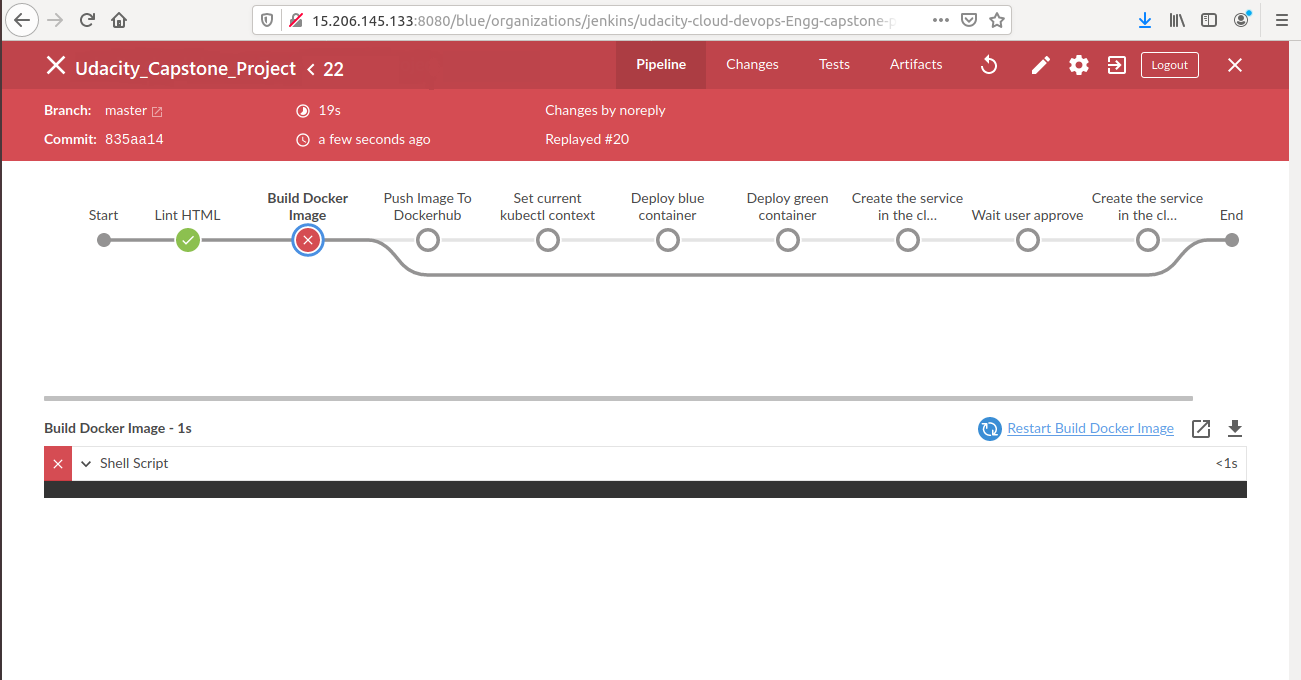 15.206.145.133:8080/blue/organizations/jenkins/udacity-cloud-devops-Engg-capstone-p
Udacity_Capstone_Project < 22
Pipeline Changes Tests Artifacts Logout
Branch: master 19s Changes by noreply
Commit: 835aa14 a few seconds ago Replayed #20
Start
Lint HTML
Build Docker
Image
Push Image To
Dockerhub
Set current
kubectl context
Deploy blue
container
Deploy green
container
Create the service
in the cl...
Wait user approve
Create the service
in the cl...
End
Build Docker Image - 1s
Restart Build Docker Image
Shell Script
<1s